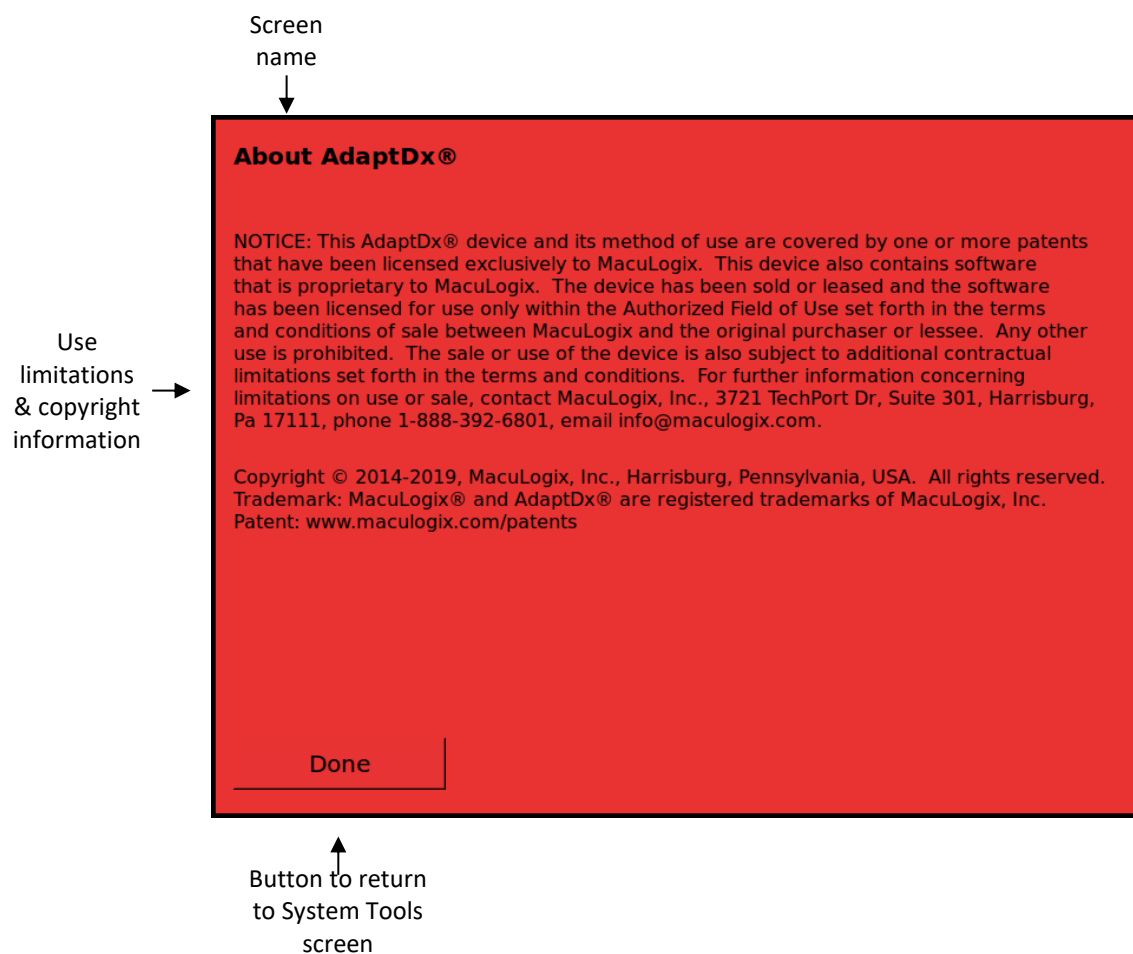 Screen
name
About AdaptDx®
NOTICE: This AdaptDx® device and its method of use are covered by one or more patents
that have been licensed exclusively to MacuLogix.  This device also contains software
that is proprietary to MacuLogix.  The device has been sold or leased and the software
has been licensed for use only within the Authorized Field of Use set forth in the terms
and conditions of sale between MacuLogix and the original purchaser or lessee.  Any other
use is prohibited.  The sale or use of the device is also subject to additional contractual
limitations set forth in the terms and conditions.  For further information concerning
limitations on use or sale, contact MacuLogix, Inc., 3721 TechPort Dr, Suite 301, Harrisburg,
Pa 17111, phone 1-888-392-6801, email info@maculogix.com.
Use
limitations
& copyright
information
Copyright © 2014-2019, MacuLogix, Inc., Harrisburg, Pennsylvania, USA.  All rights reserved.
Trademark: MacuLogix® and AdaptDx® are registered trademarks of MacuLogix, Inc.
Patent: www.maculogix.com/patents
Done
Button to return
to System Tools
screen